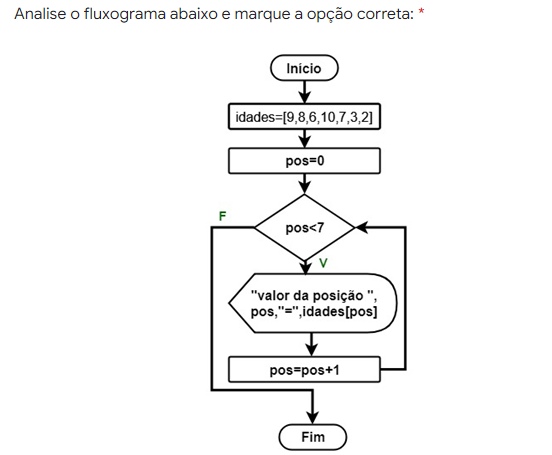 Analise o fluxograma abaixo e marque a opção correta: *
Início
idades=[9,8,6,10,7,3,2]
pos=0
F
pos<7
V
"valor da posição ",
pos,"=",idades[pos]
pos=pos+1
Fim